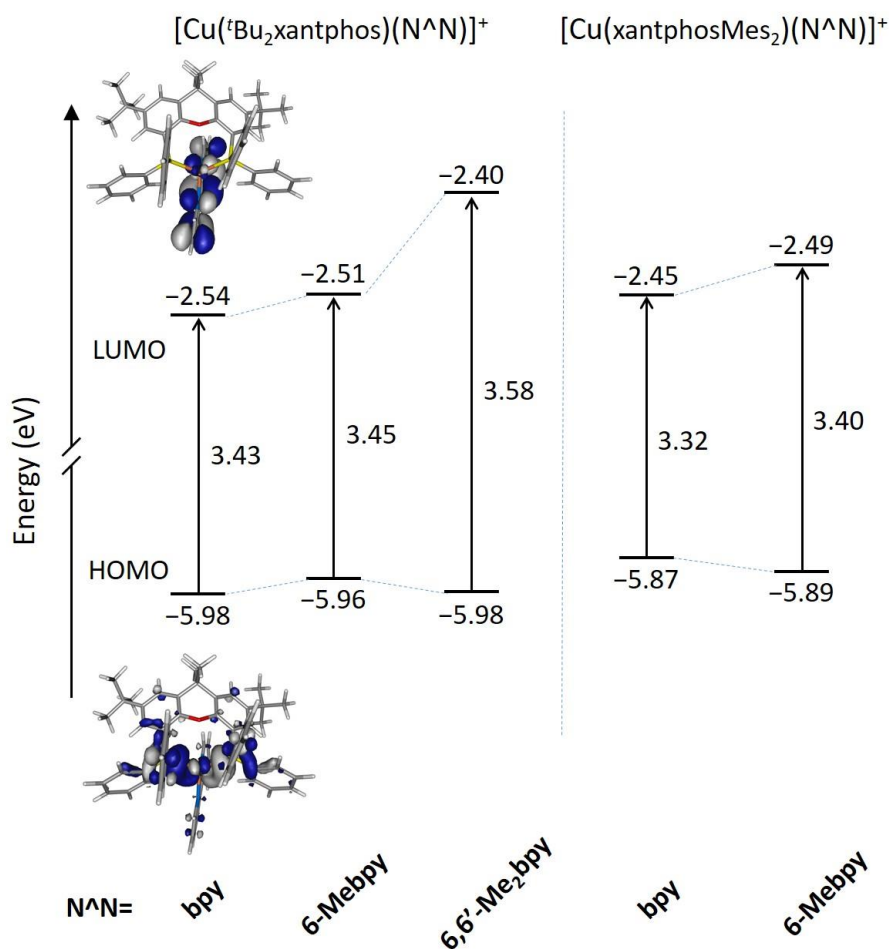 [Cu(ᵗBu₂xantphos)(N^N)]⁺
[Cu(xantphosMes₂)(N^N)]⁺
−2.40
−2.49
−2.45
−2.51
−2.54
LUMO
3.58
3.43
3.45
3.32
3.40
Energy (eV)
HOMO
−5.98
−5.96
−5.98
−5.87
−5.89
N^N=
bpy
6-Mebpy
6,6′-Me₂bpy
bpy
6-Mebpy